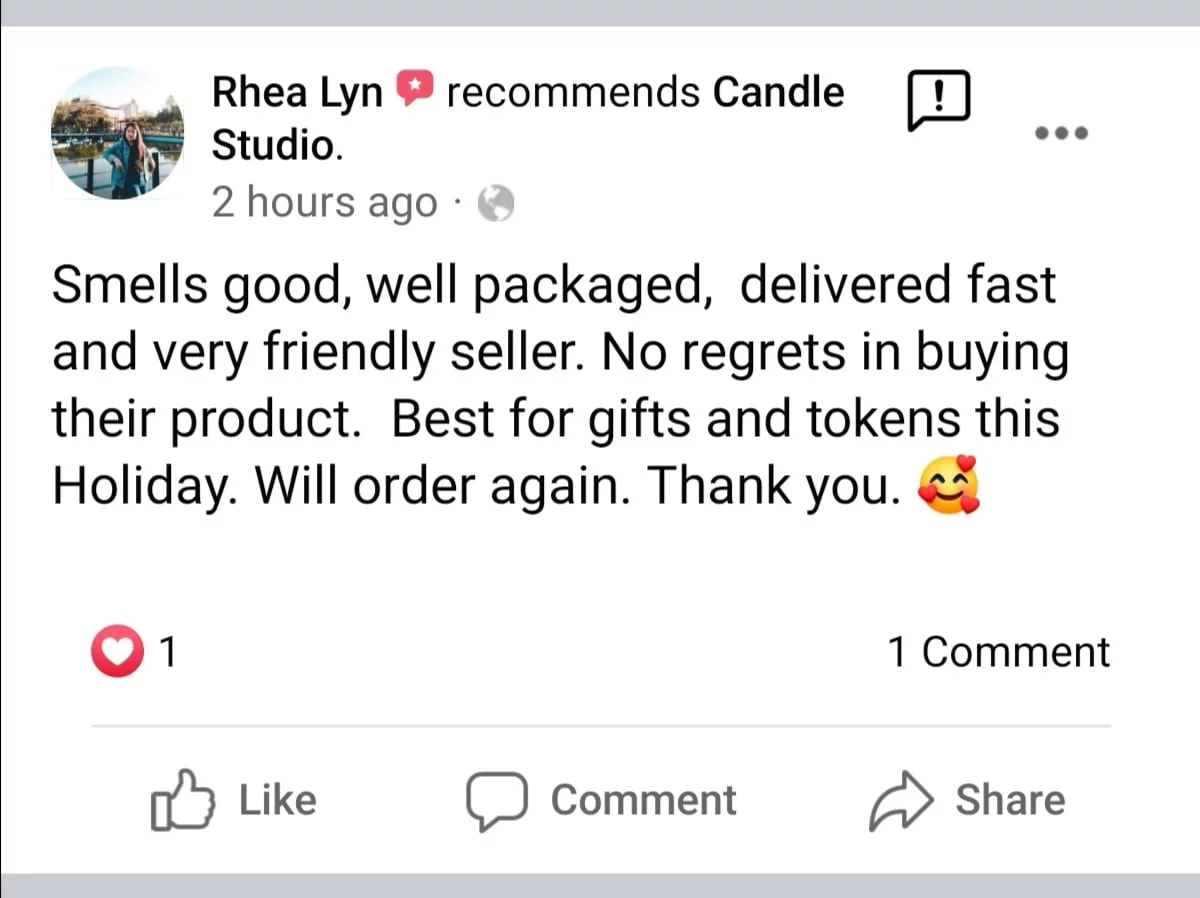 Rhea Lyn recommends Candle
Studio.
2 hours ago ·
Smells good, well packaged,  delivered fast
and very friendly seller. No regrets in buying
their product.  Best for gifts and tokens this
Holiday. Will order again. Thank you. 🥰
1
1 Comment
Like
Comment
Share